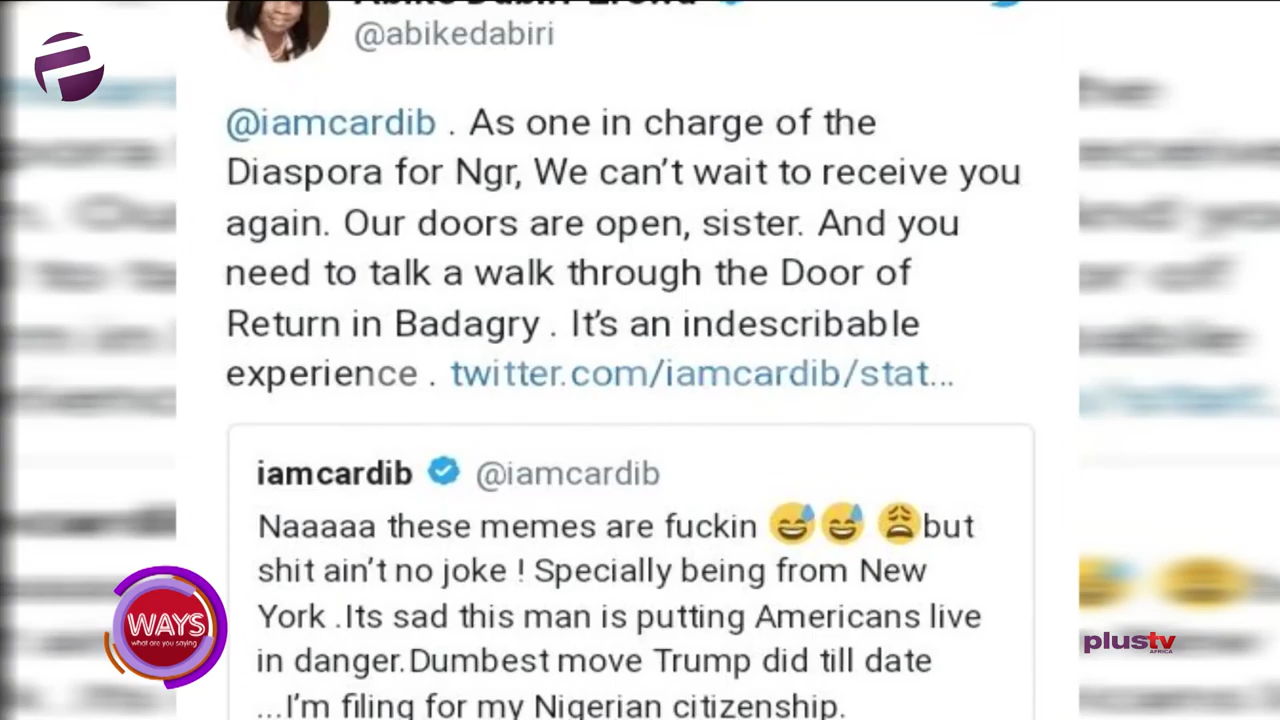 @abikedabiri
@iamcardib . As one in charge of the
Diaspora for Ngr, We can't wait to receive you
again. Our doors are open, sister. And you
need to talk a walk through the Door of
Return in Badagry . It's an indescribable
experience . twitter.com/iamcardib/stat...
iamcardib @iamcardib
Naaaaa these memes are fuckin 😅😅 😩but
shit ain't no joke ! Specially being from New
York .Its sad this man is putting Americans live
in danger.Dumbest move Trump did till date
...I'm filing for my Nigerian citizenship.
WAYS
what are you saying
plustv
AFRICA